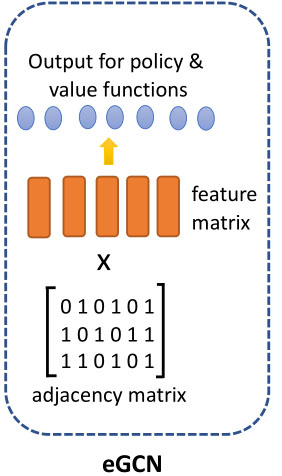 Output for policy &
value functions
feature
matrix
X
0 1 0 1 0 1
1 0 1 0 1 1
1 1 0 1 0 1
adjacency matrix
eGCN